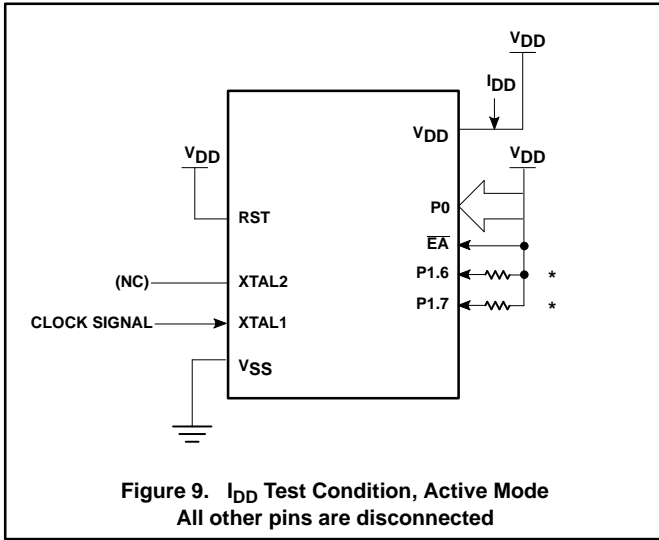 VDD
IDD
VDD
VDD
VDD
P0
RST
EA
(NC)
XTAL2
P1.6
*
P1.7
*
CLOCK SIGNAL
XTAL1
VSS
Figure 9. IDD Test Condition, Active Mode
All other pins are disconnected